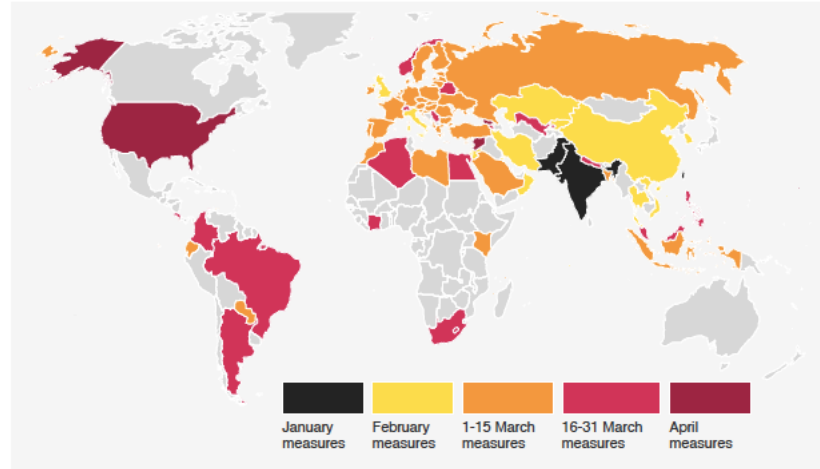 January
measures
February
measures
1-15 March
measures
16-31 March
measures
April
measures